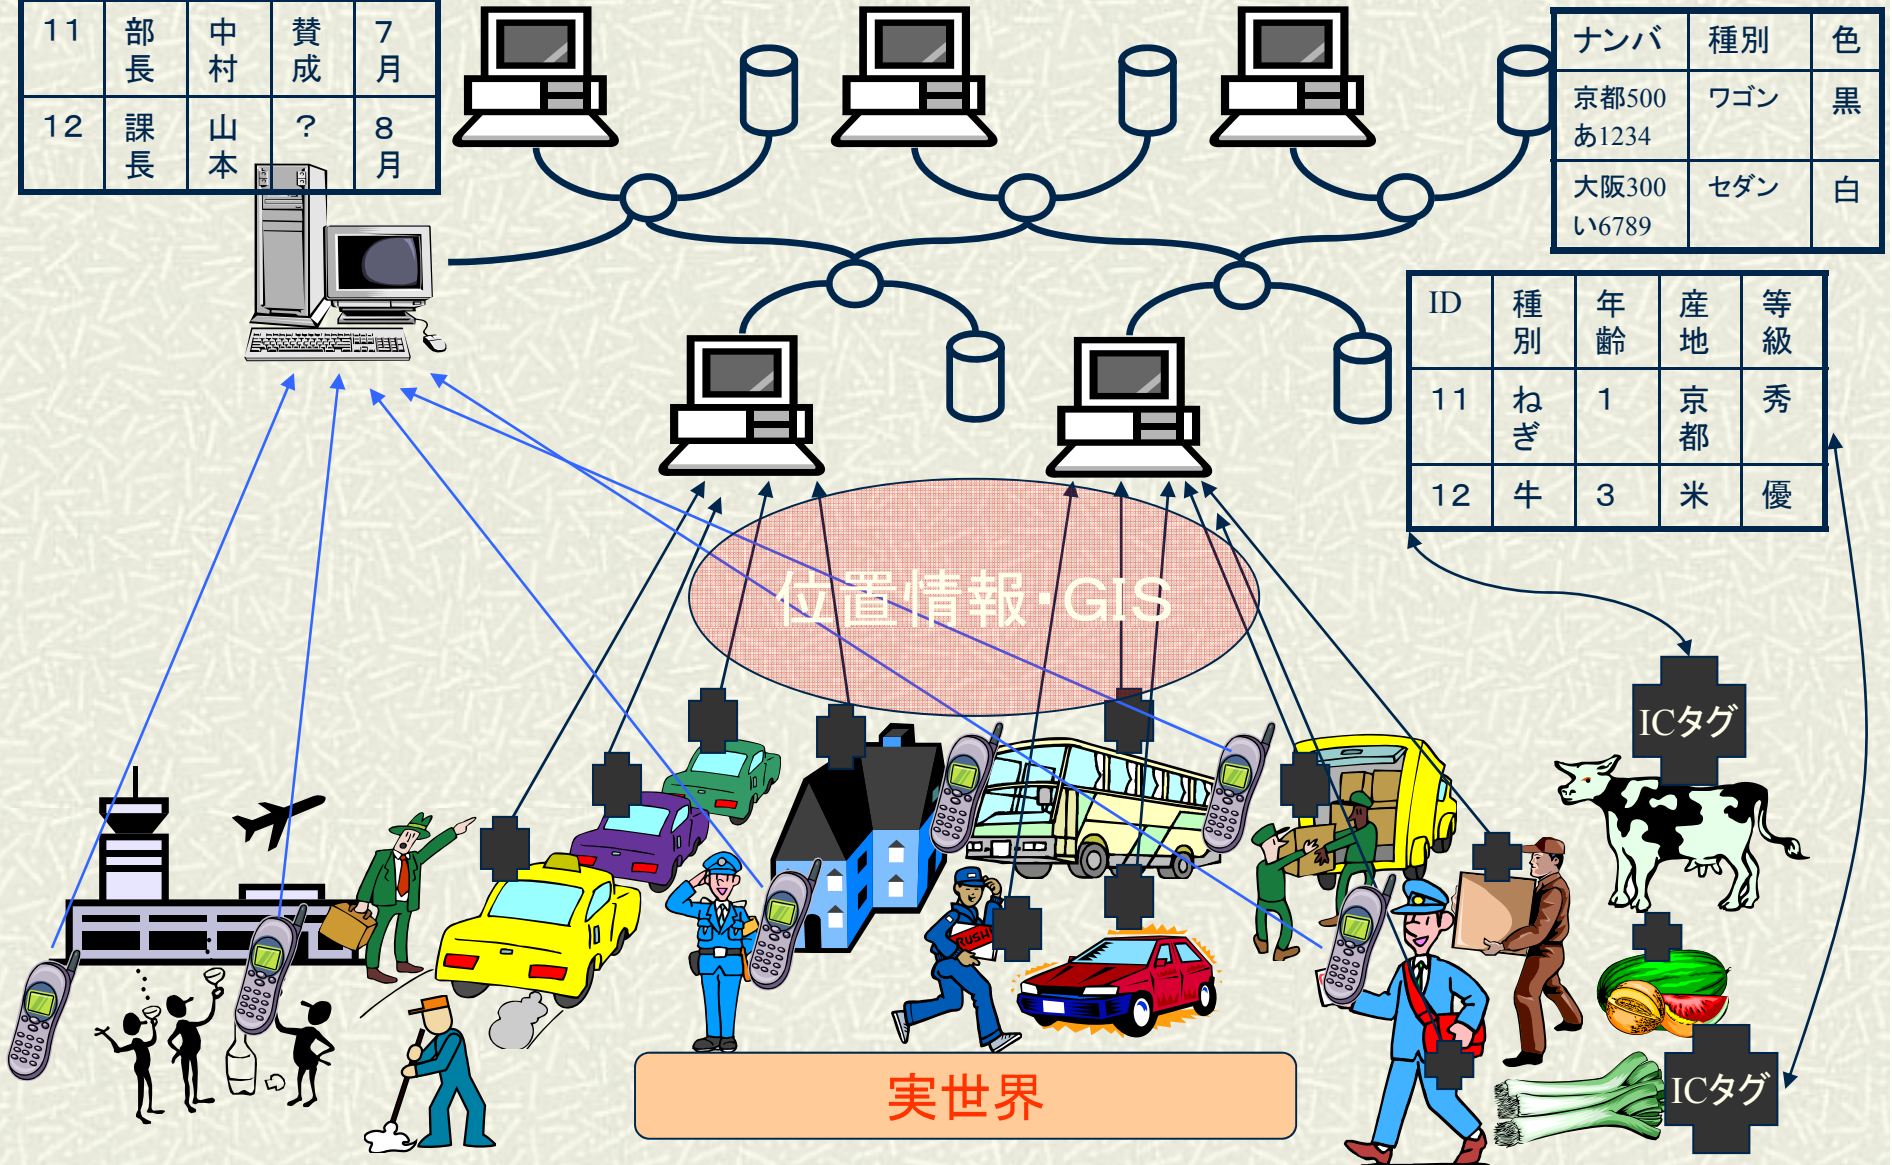 11 部長 中村 賛成 7月
12 課長 山本 ? 8月
ナンバ 種別 色
京都500あ1234 ワゴン 黒
大阪300い6789 セダン 白
ID 種別 年齢 産地 等級
11 ねぎ 1 京都 秀
12 牛 3 米 優
位置情報・GIS
ICタグ
RUSH
実世界
ICタグ